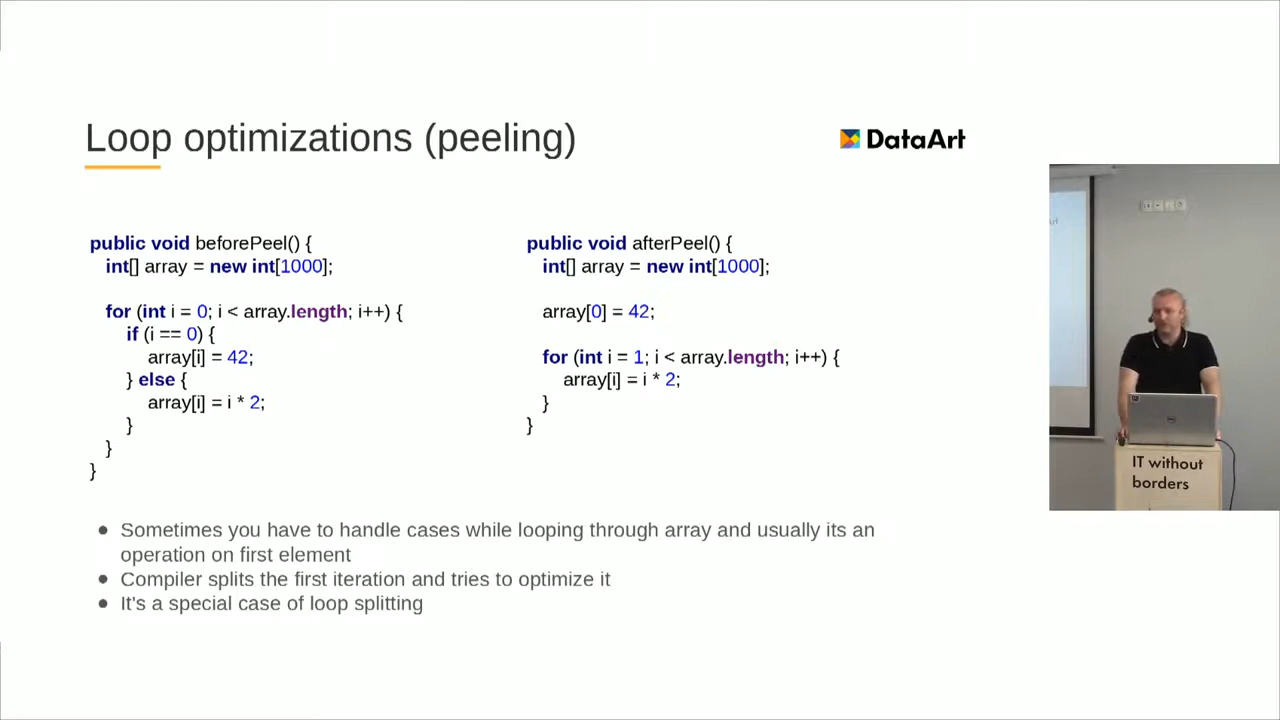 Loop optimizations (peeling)
DataArt
public void beforePeel() {
int[] array = new int[1000];
for (int i = 0; i < array.length; i++) {
if (i == 0) {
array[i] = 42;
} else {
array[i] = i * 2;
}
}
}
public void afterPeel() {
int[] array = new int[1000];
array[0] = 42;
for (int i = 1; i < array.length; i++) {
array[i] = i * 2;
}
}
● Sometimes you have to handle cases while looping through array and usually its an
operation on first element
● Compiler splits the first iteration and tries to optimize it
● It's a special case of loop splitting
IT without
borders